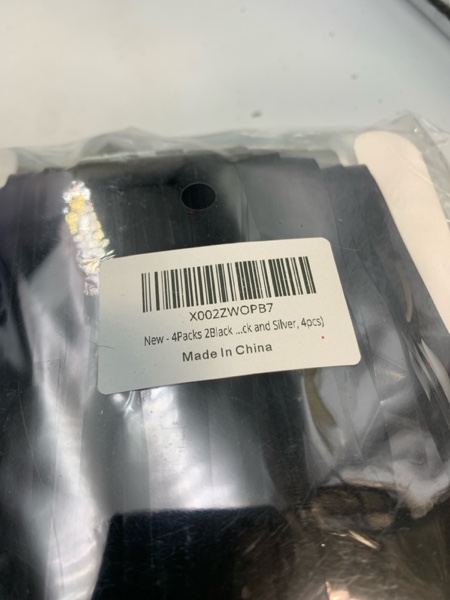 X002ZWOPB7
New - 4Packs 2Black ...ck and Silver, 4pcs)
Made In China